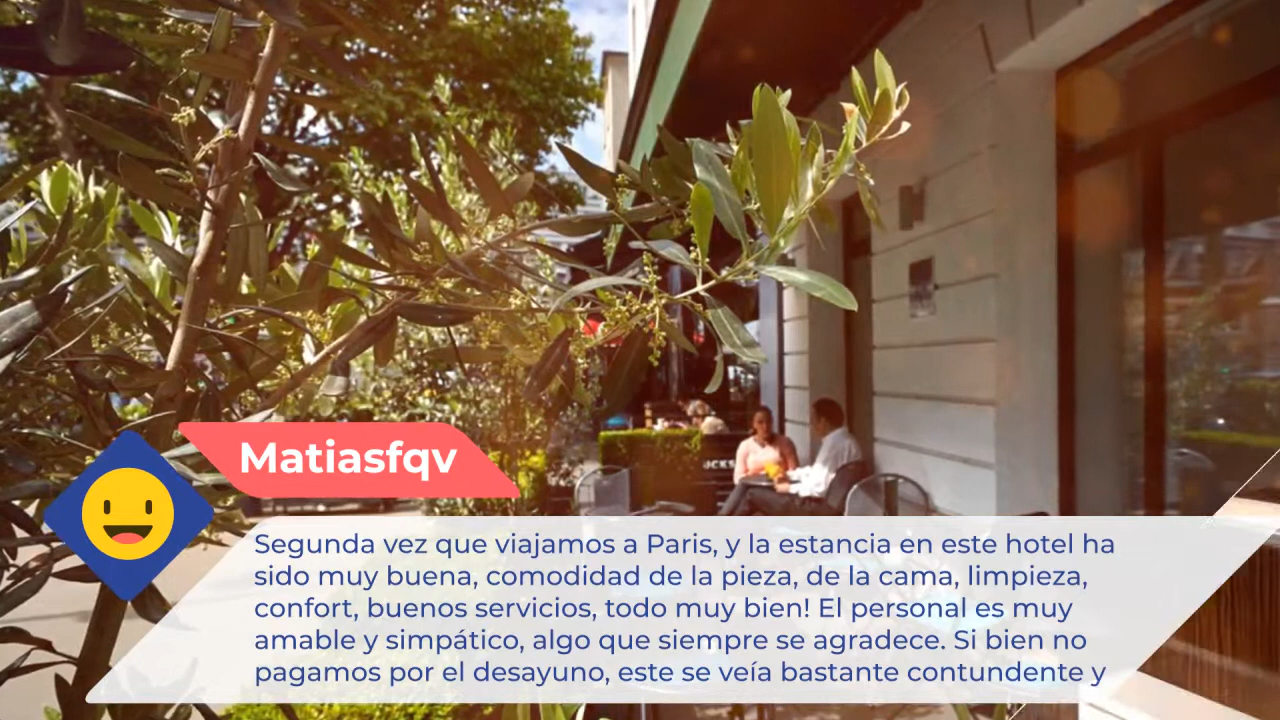 Matiasfqv
Segunda vez que viajamos a Paris, y la estancia en este hotel ha
sido muy buena, comodidad de la pieza, de la cama, limpieza,
confort, buenos servicios, todo muy bien! El personal es muy
amable y simpático, algo que siempre se agradece. Si bien no
pagamos por el desayuno, este se veía bastante contundente y